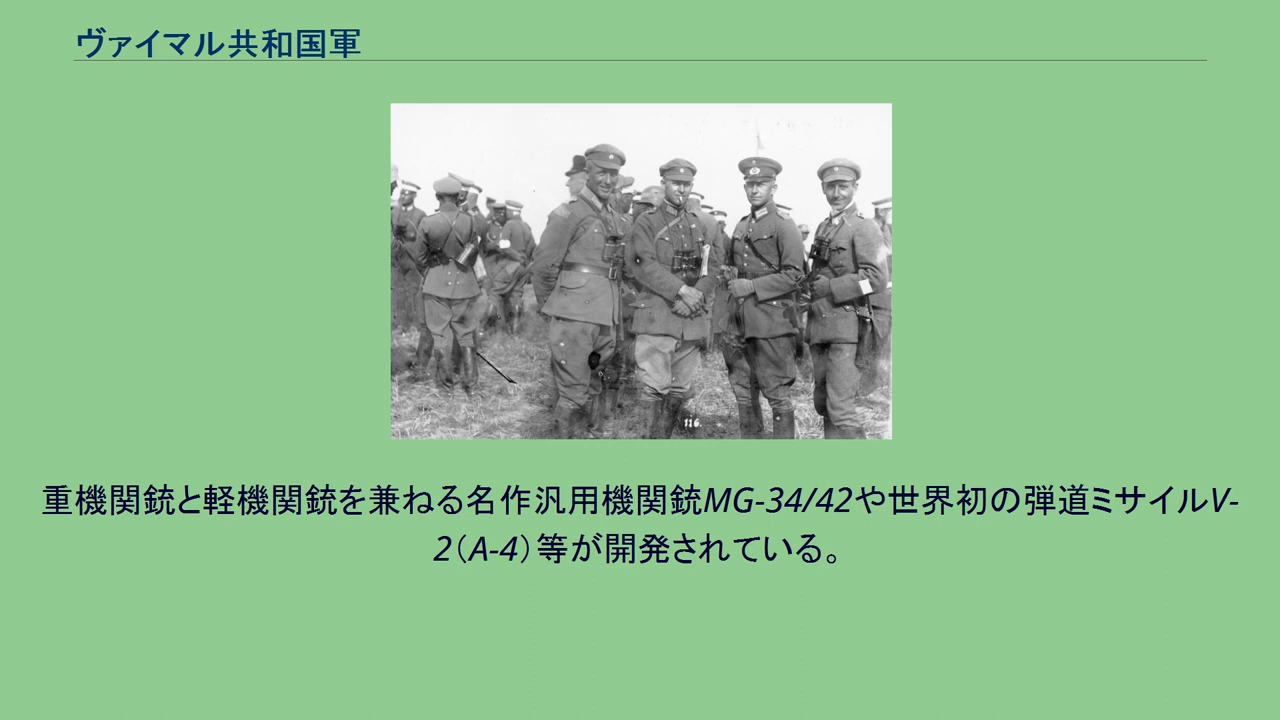 ヴァイマル共和国軍
116.
重機関銃と軽機関銃を兼ねる名作汎用機関銃MG-34/42や世界初の弾道ミサイルV-
2（A-4）等が開発されている。